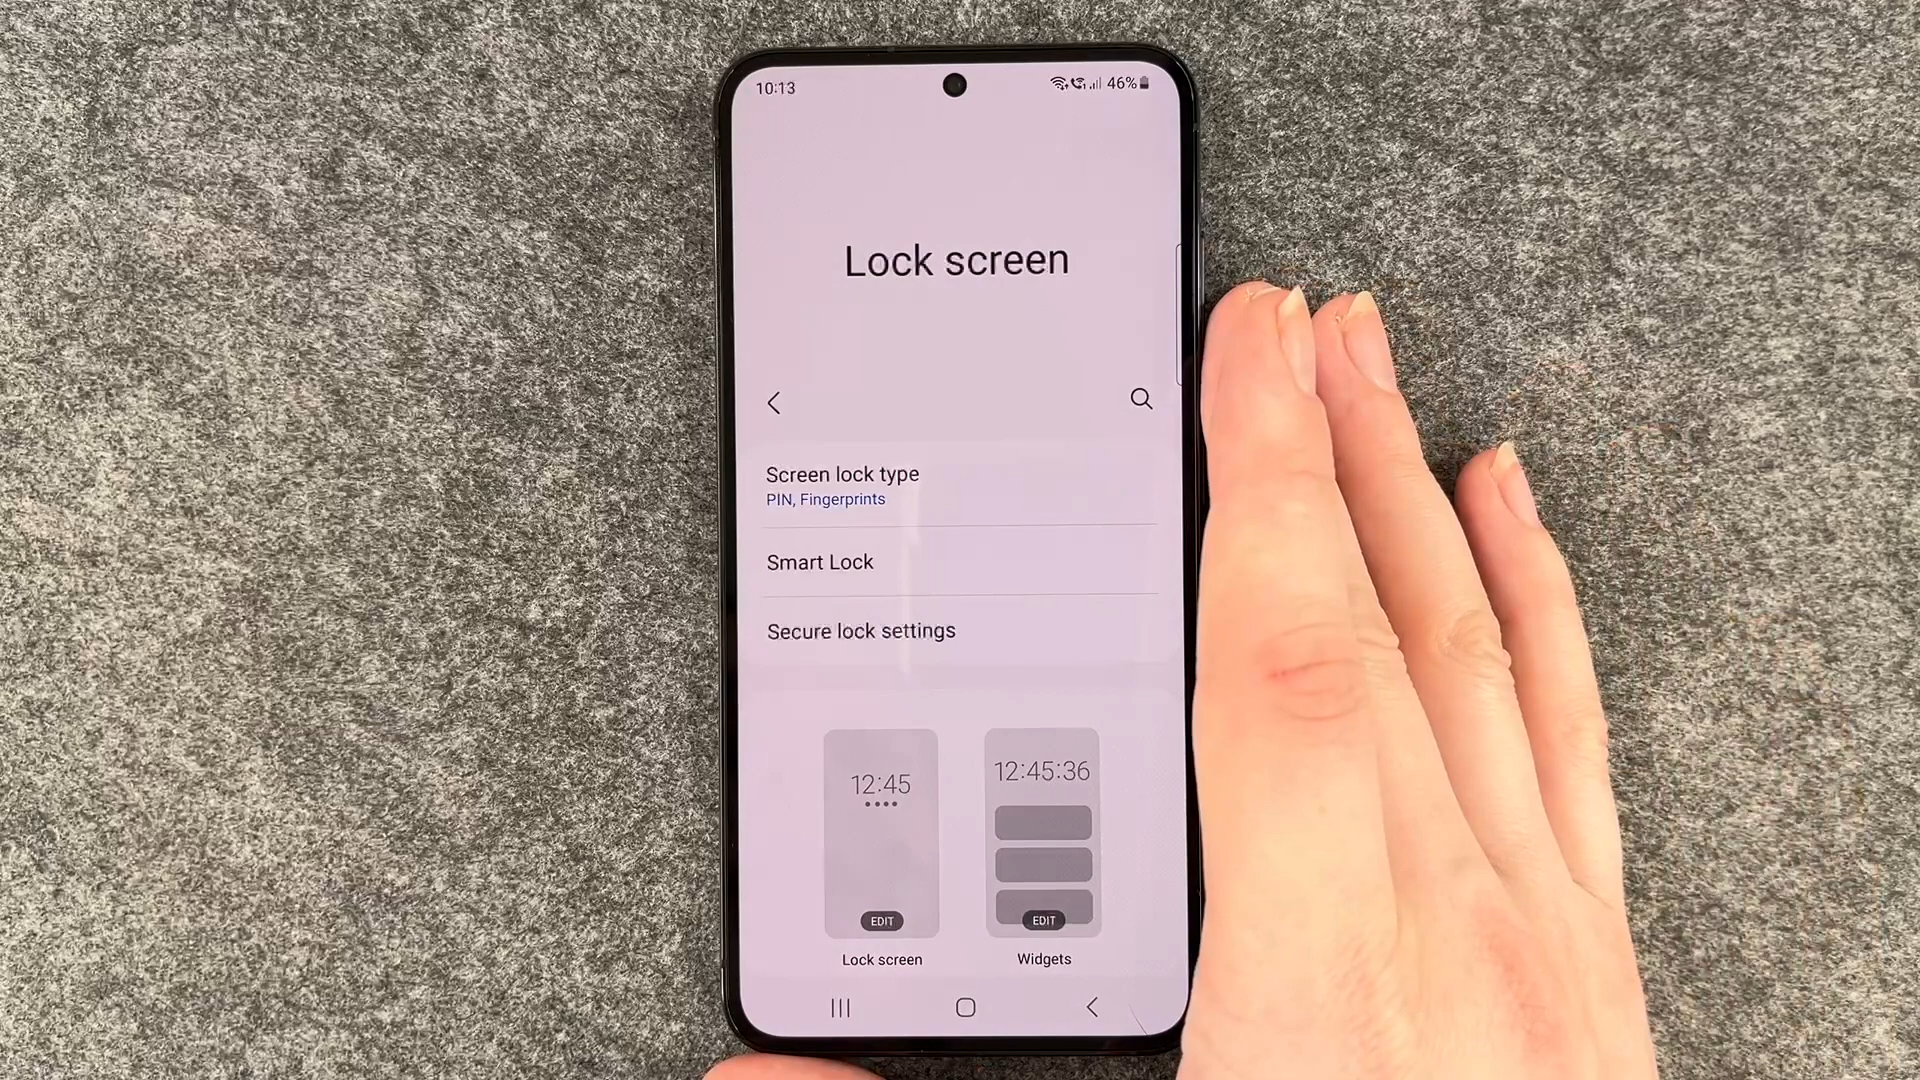 10:13
46%
Lock screen
Screen lock type
PIN, Fingerprints
Smart Lock
Secure lock settings
12:45
12:45:36
EDIT
EDIT
Lock screen
Widgets